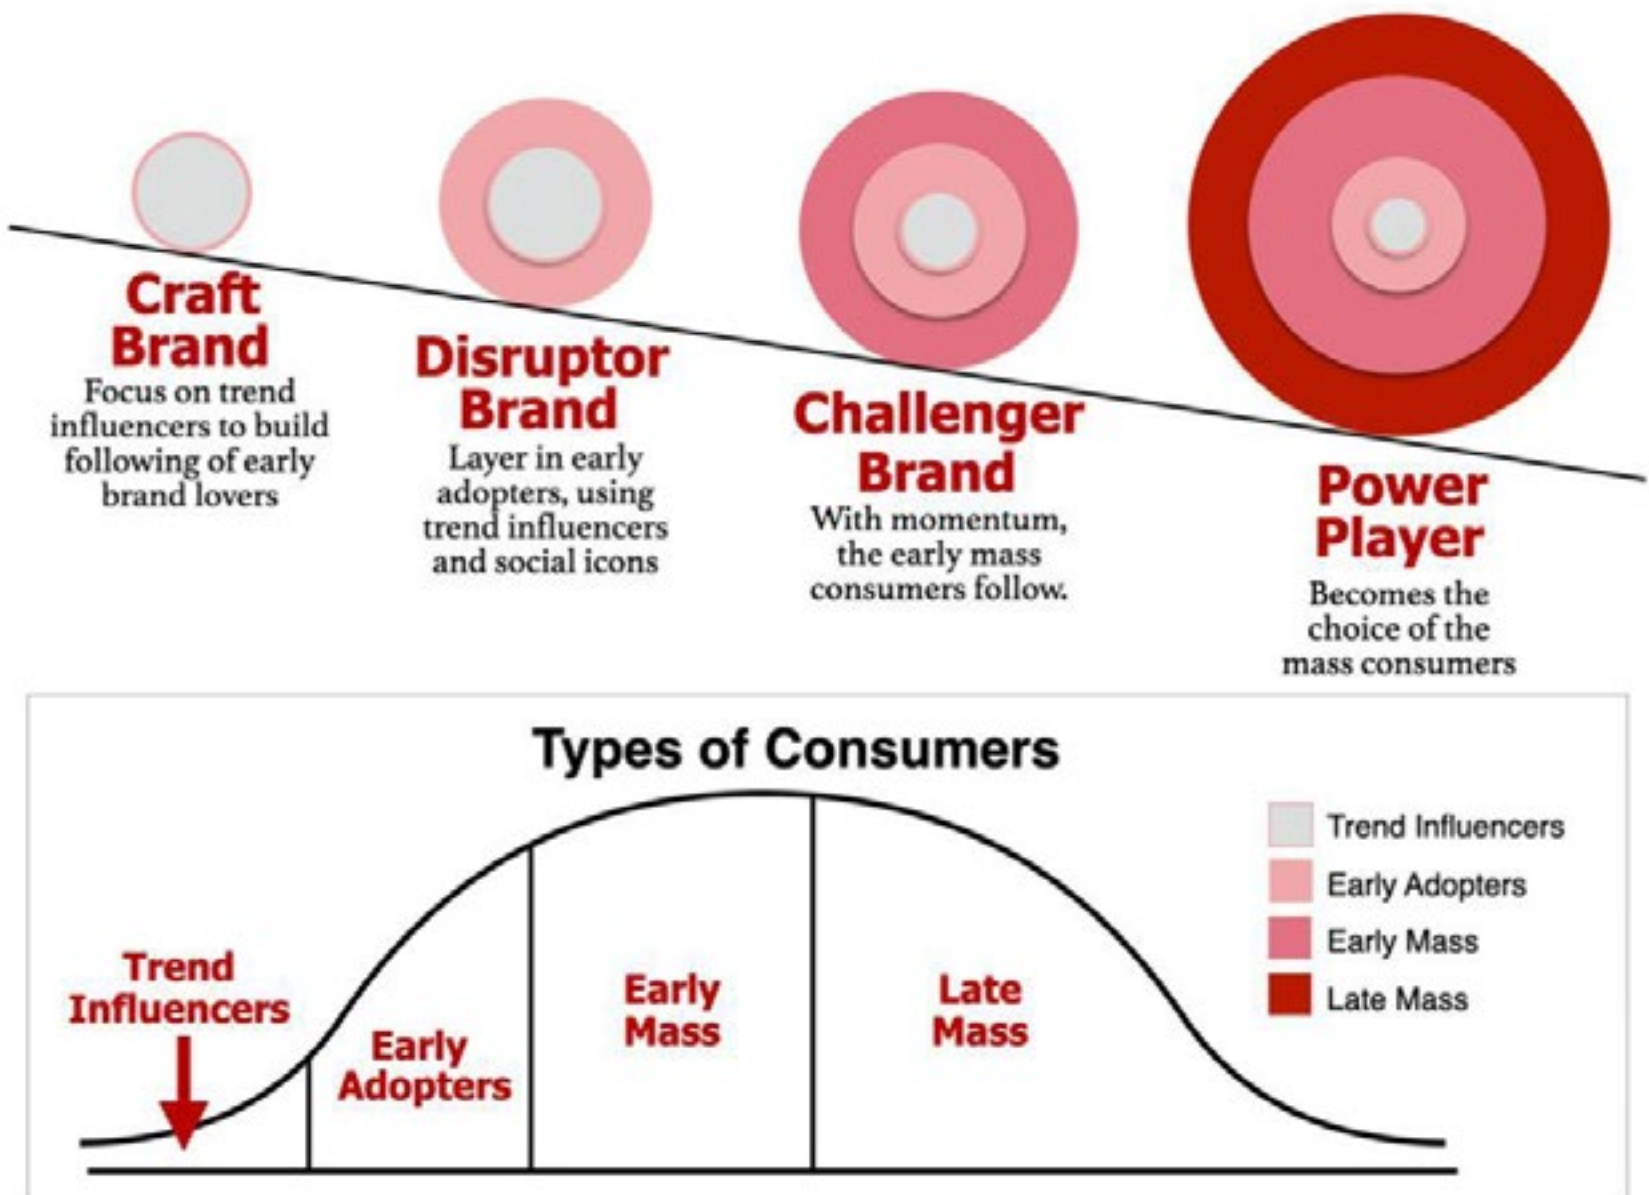 Craft
Brand
Focus on trend
influencers to build
following of early
brand lovers
Disruptor
Brand
Layer in early
adopters, using
trend influencers
and social icons
Challenger
Brand
With momentum,
the early mass
consumers follow.
Power
Player
Becomes the
choice of the
mass consumers
Types of Consumers
Trend
Influencers
Early
Adopters
Early
Mass
Late
Mass
Trend Influencers
Early Adopters
Early Mass
Late Mass